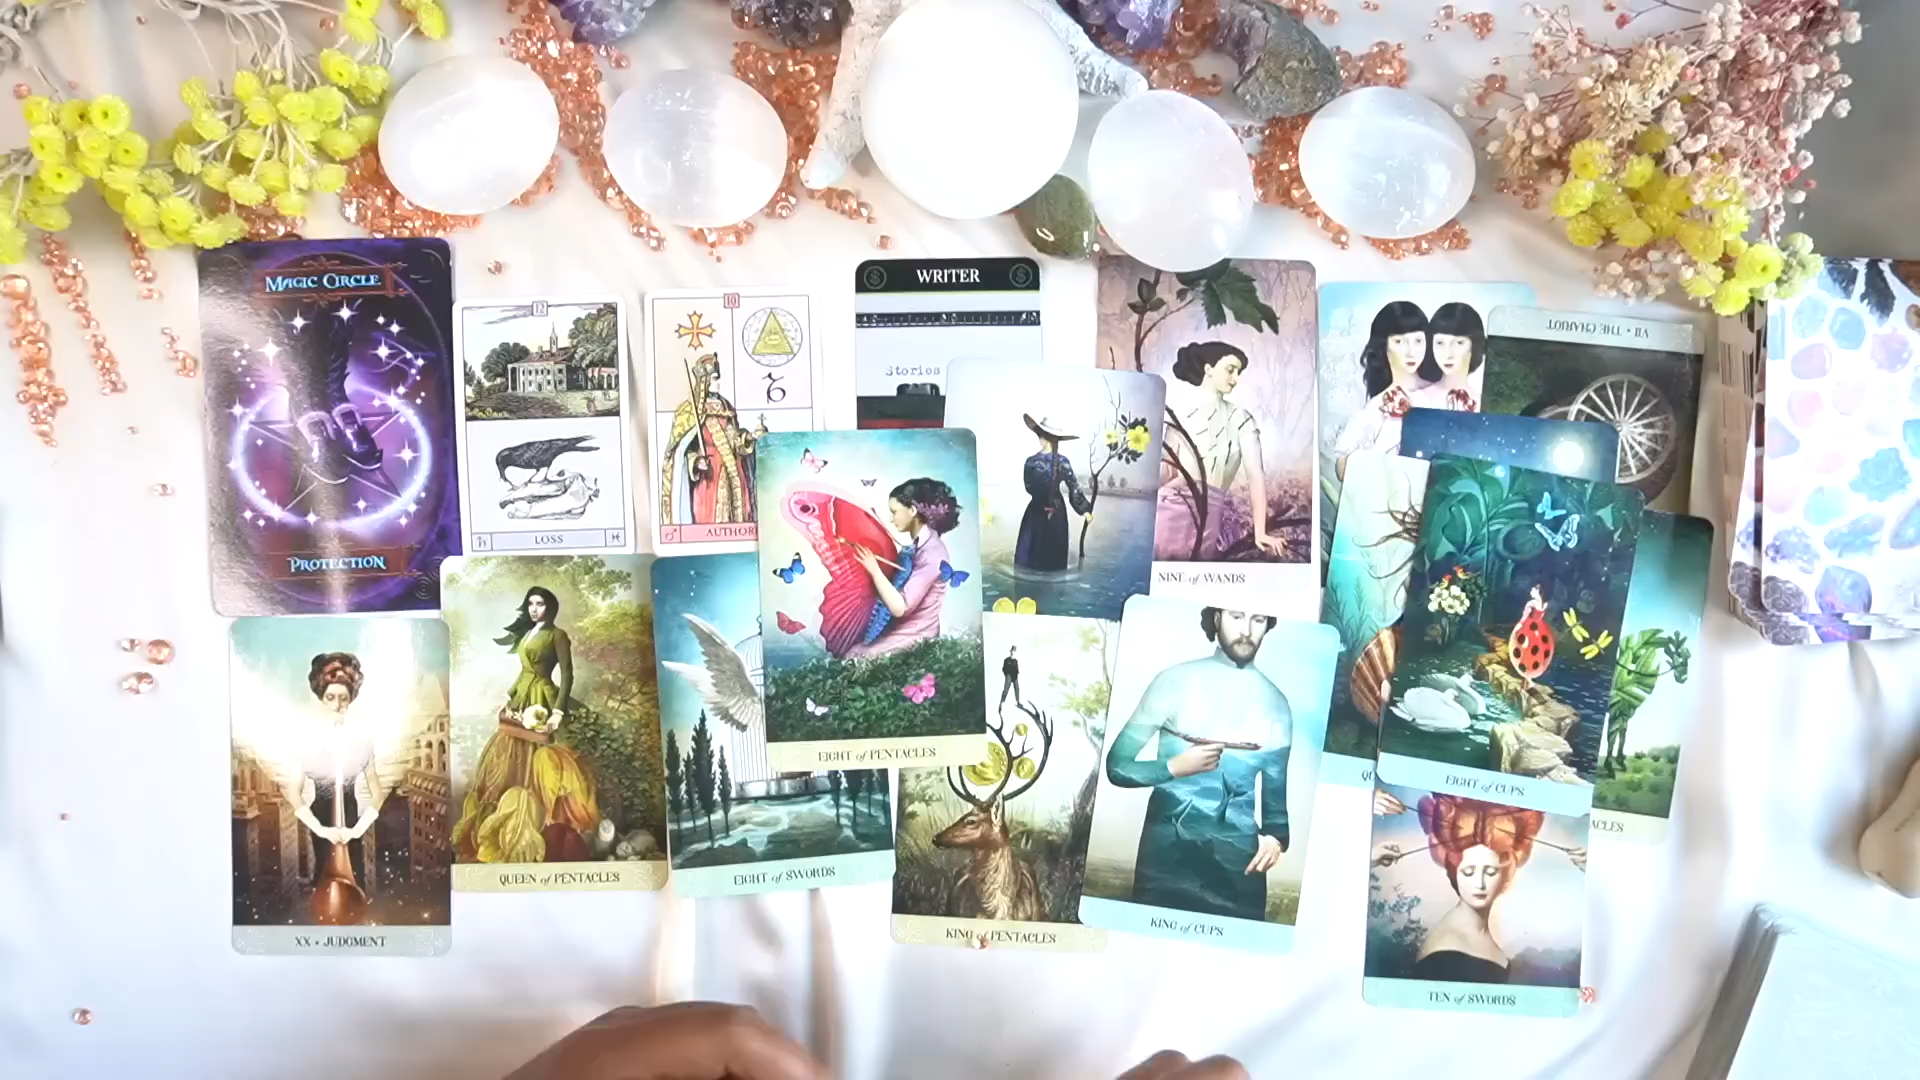 MAGIC CIRCLE
PROTECTION
12
LOSS
10
AUTHOR
WRITER
Stories
NINE of WANDS
VII • THE CHARIOT
XX • JUDGMENT
QUEEN of PENTACLES
EIGHT of SWORDS
EIGHT of PENTACLES
KING of PENTACLES
KING of CUPS
QU
EIGHT of CUPS
ACLES
TEN of SWORDS